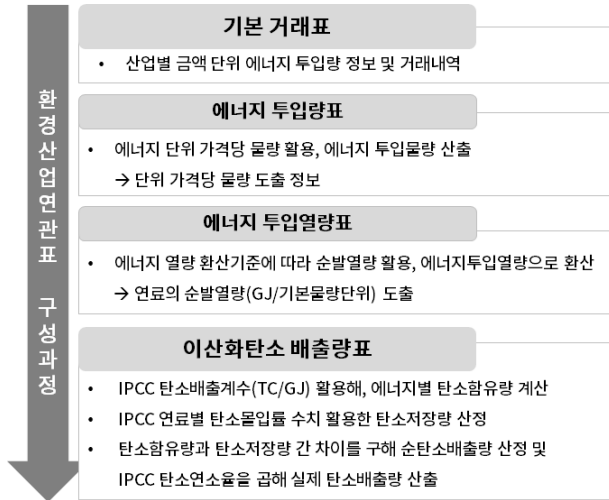 환경산업연관표 구성과정
기본 거래표
• 산업별 금액 단위 에너지 투입량 정보 및 거래내역
에너지 투입량표
• 에너지 단위 가격당 물량 활용, 에너지 투입물량 산출
→ 단위 가격당 물량 도출 정보
에너지 투입열량표
• 에너지 열량 환산기준에 따라 순발열량 활용, 에너지투입열량으로 환산
→ 연료의 순발열량(GJ/기본물량단위) 도출
이산화탄소 배출량표
• IPCC 탄소배출계수(TC/GJ) 활용해, 에너지별 탄소함유량 계산
• IPCC 연료별 탄소몰입률 수치 활용한 탄소저장량 산정
• 탄소함유량과 탄소저장량 간 차이를 구해 순탄소배출량 산정 및
IPCC 탄소연소율을 곱해 실제 탄소배출량 산출